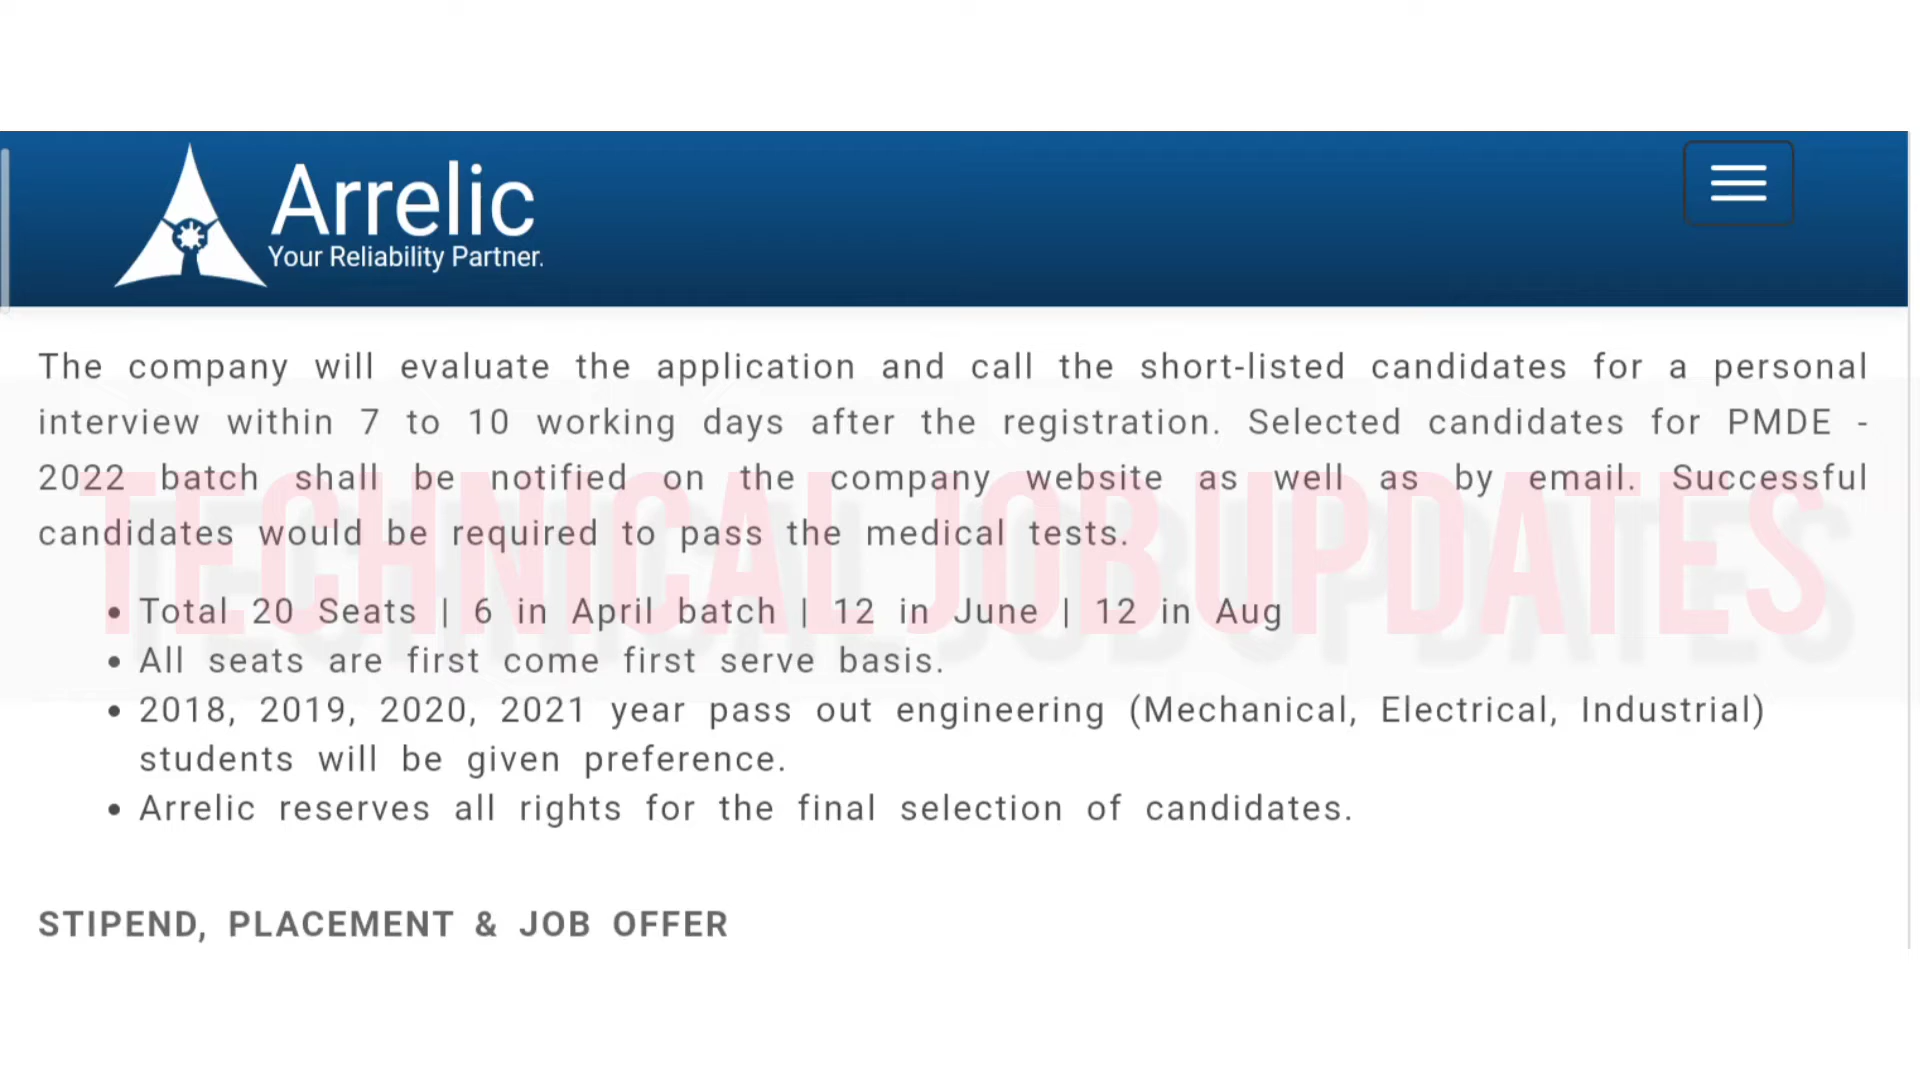 Arrelic
Your Reliability Partner.
The company will evaluate the application and call the short-listed candidates for a personal
interview within 7 to 10 working days after the registration. Selected candidates for PMDE -
2022 batch shall be notified on the company website as well as by email. Successful
candidates would be required to pass the medical tests.
TECHNICAL JOB UPDATES
• Total 20 Seats | 6 in April batch | 12 in June | 12 in Aug
• All seats are first come first serve basis.
• 2018, 2019, 2020, 2021 year pass out engineering (Mechanical, Electrical, Industrial)
students will be given preference.
• Arrelic reserves all rights for the final selection of candidates.
STIPEND, PLACEMENT & JOB OFFER